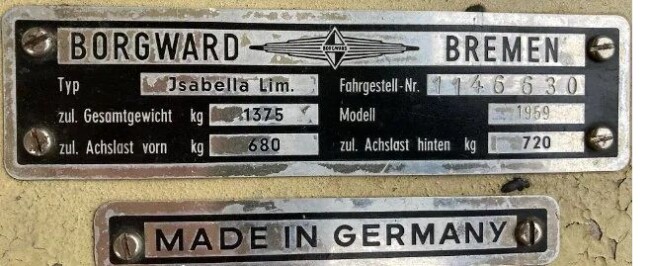 BORGWARD BORGWARD BREMEN
Typ Jsabella Lim. Fahrgestell-Nr. 1146630
zul. Gesamtgewicht kg 1375 Modell 1959
zul. Achslast vorn kg 680 zul. Achslast hinten kg 720
MADE IN GERMANY